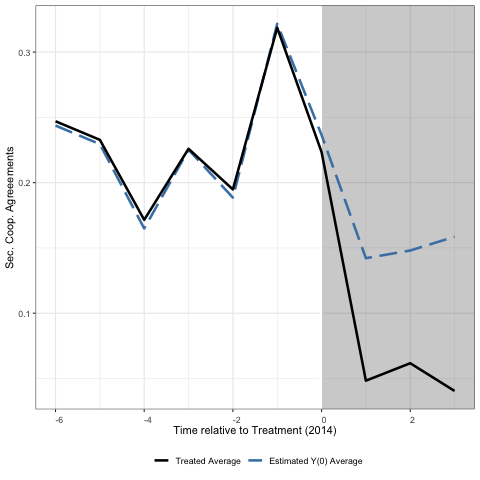 Sec. Coop. Agreeements
0.3
0.2
0.1
-6
-4
-2
0
2
Time relative to Treatment (2014)
Treated Average
Estimated Y(0) Average